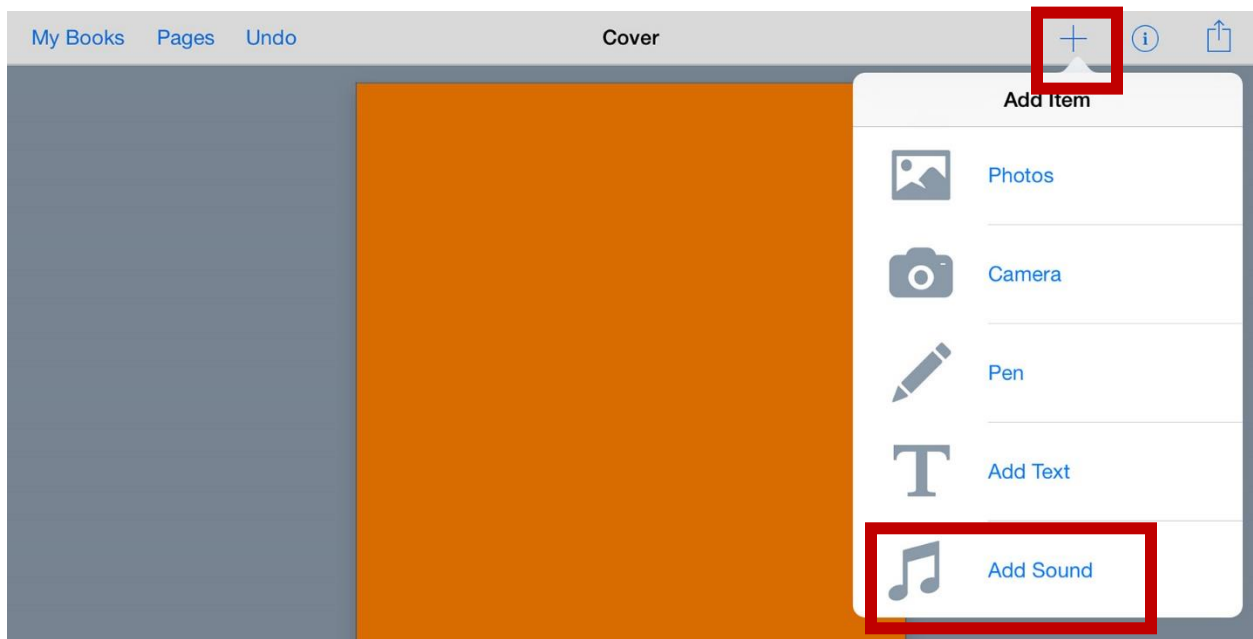 My Books Pages Undo Cover
Add Item
Photos
Camera
Pen
Add Text
Add Sound